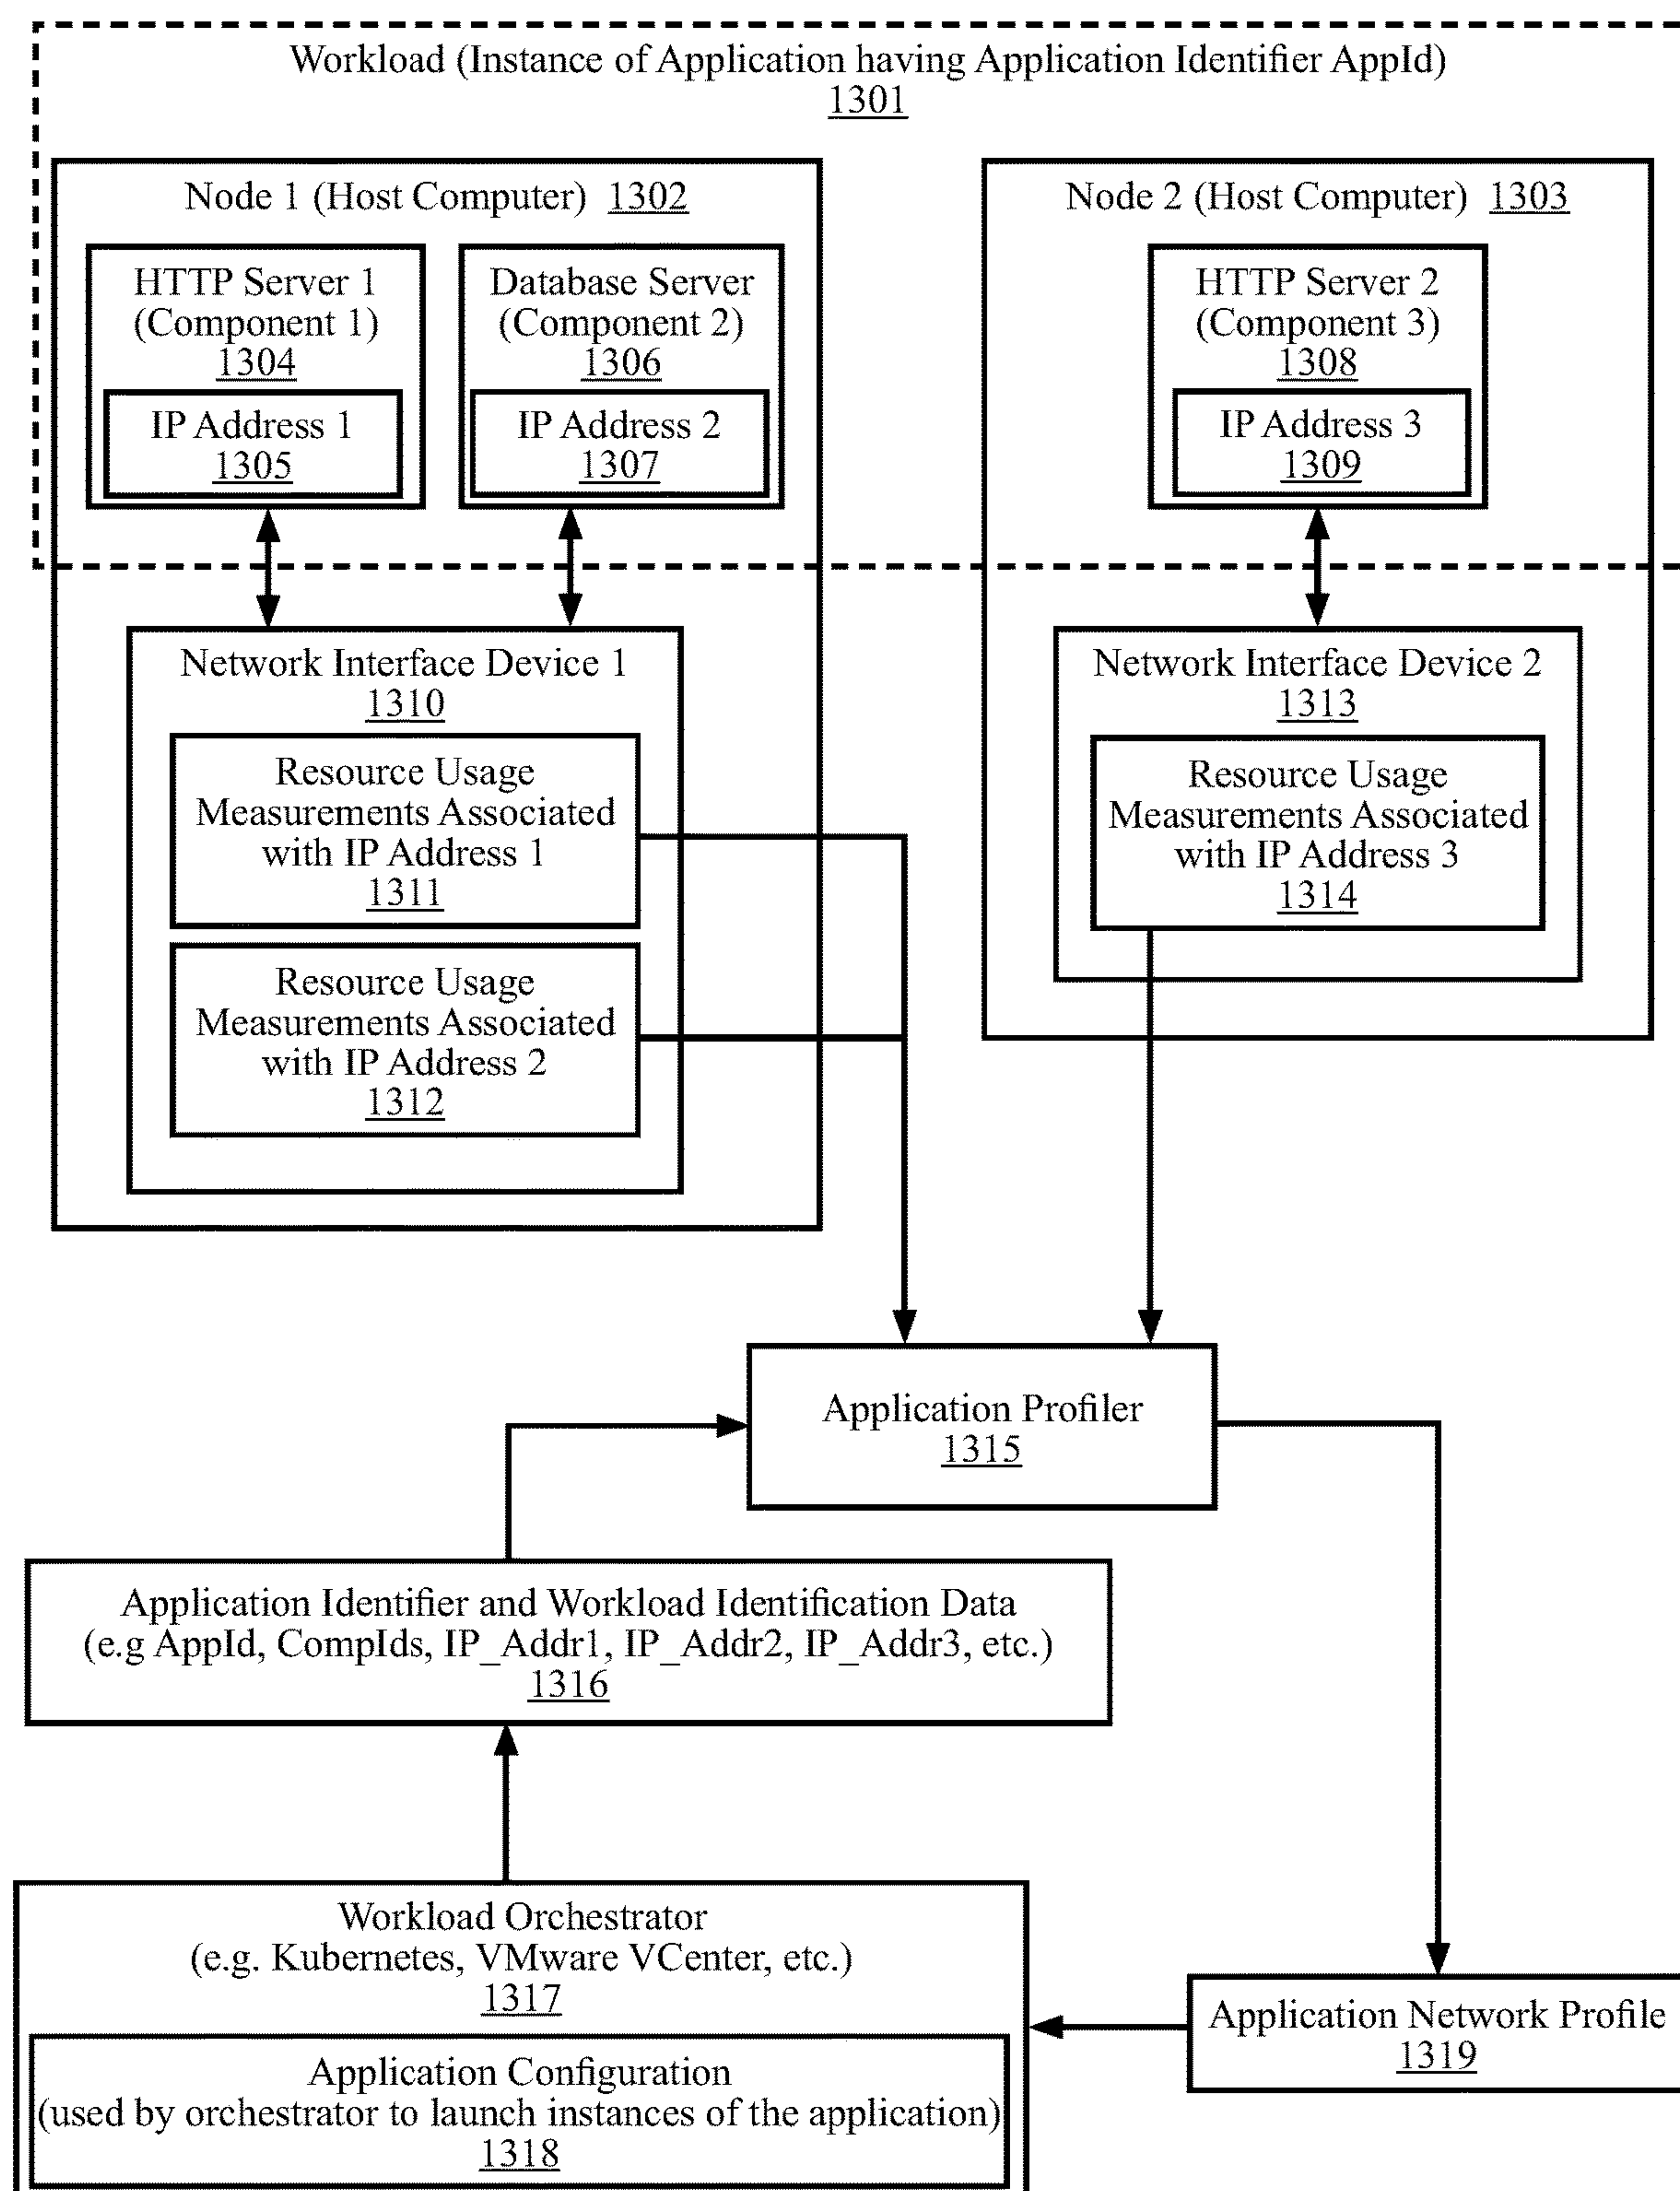 Workload (Instance of Application having Application Identifier AppId)
1301
Node 1 (Host Computer) 1302
HTTP Server 1
(Component 1)
1304
IP Address 1
1305
Database Server
(Component 2)
1306
IP Address 2
1307
Node 2 (Host Computer) 1303
HTTP Server 2
(Component 3)
1308
IP Address 3
1309
Network Interface Device 1
1310
Resource Usage
Measurements Associated
with IP Address 1
1311
Resource Usage
Measurements Associated
with IP Address 2
1312
Network Interface Device 2
1313
Resource Usage
Measurements Associated
with IP Address 3
1314
Application Profiler
1315
Application Identifier and Workload Identification Data
(e.g AppId, CompIds, IP_Addr1, IP_Addr2, IP_Addr3, etc.)
1316
Workload Orchestrator
(e.g. Kubernetes, VMware VCenter, etc.)
1317
Application Configuration
(used by orchestrator to launch instances of the application)
1318
Application Network Profile
1319